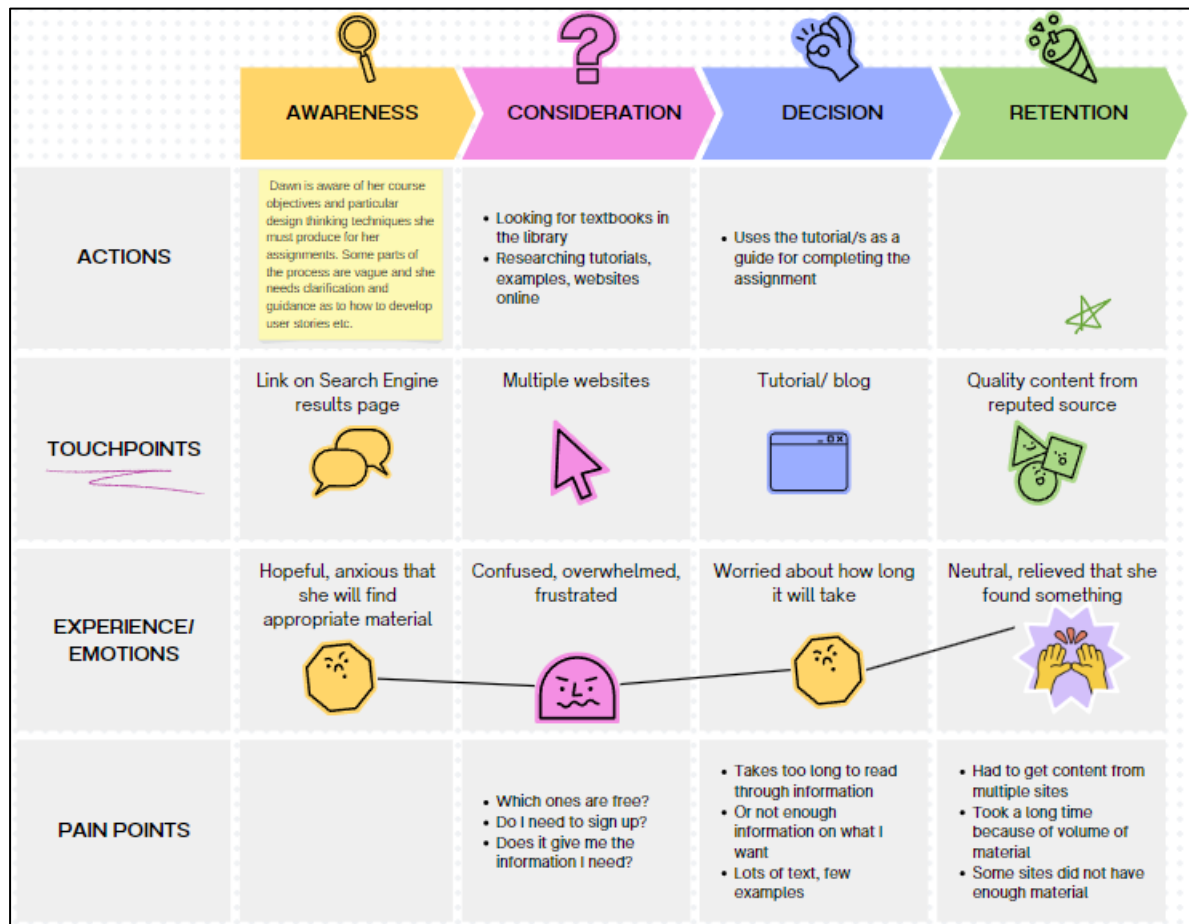 AWARENESS
CONSIDERATION
DECISION
RETENTION
ACTIONS
Dawn is aware of her course
objectives and particular
design thinking techniques she
must produce for her
assignments. Some parts of
the process are vague and she
needs clarification and
guidance as to how to develop
user stories etc.
• Looking for textbooks in
the library
• Researching tutorials,
examples, websites
online
• Uses the tutorial/s as a
guide for completing the
assignment
TOUCHPOINTS
Link on Search Engine
results page
Multiple websites
Tutorial/ blog
Quality content from
reputed source
EXPERIENCE/
EMOTIONS
Hopeful, anxious that
she will find
appropriate material
Confused, overwhelmed,
frustrated
Worried about how long
it will take
Neutral, relieved that she
found something
PAIN POINTS
• Which ones are free?
• Do I need to sign up?
• Does it give me the
information I need?
• Takes too long to read
through information
• Or not enough
information on what I
want
• Lots of text, few
examples
• Had to get content from
multiple sites
• Took a long time
because of volume of
material
• Some sites did not have
enough material